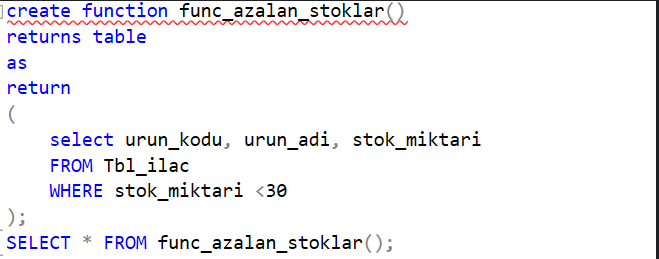 create function func_azalan_stoklar()
returns table
as
return
(
    select urun_kodu, urun_adi, stok_miktari
    FROM Tbl_ilac
    WHERE stok_miktari <30
);
SELECT * FROM func_azalan_stoklar();